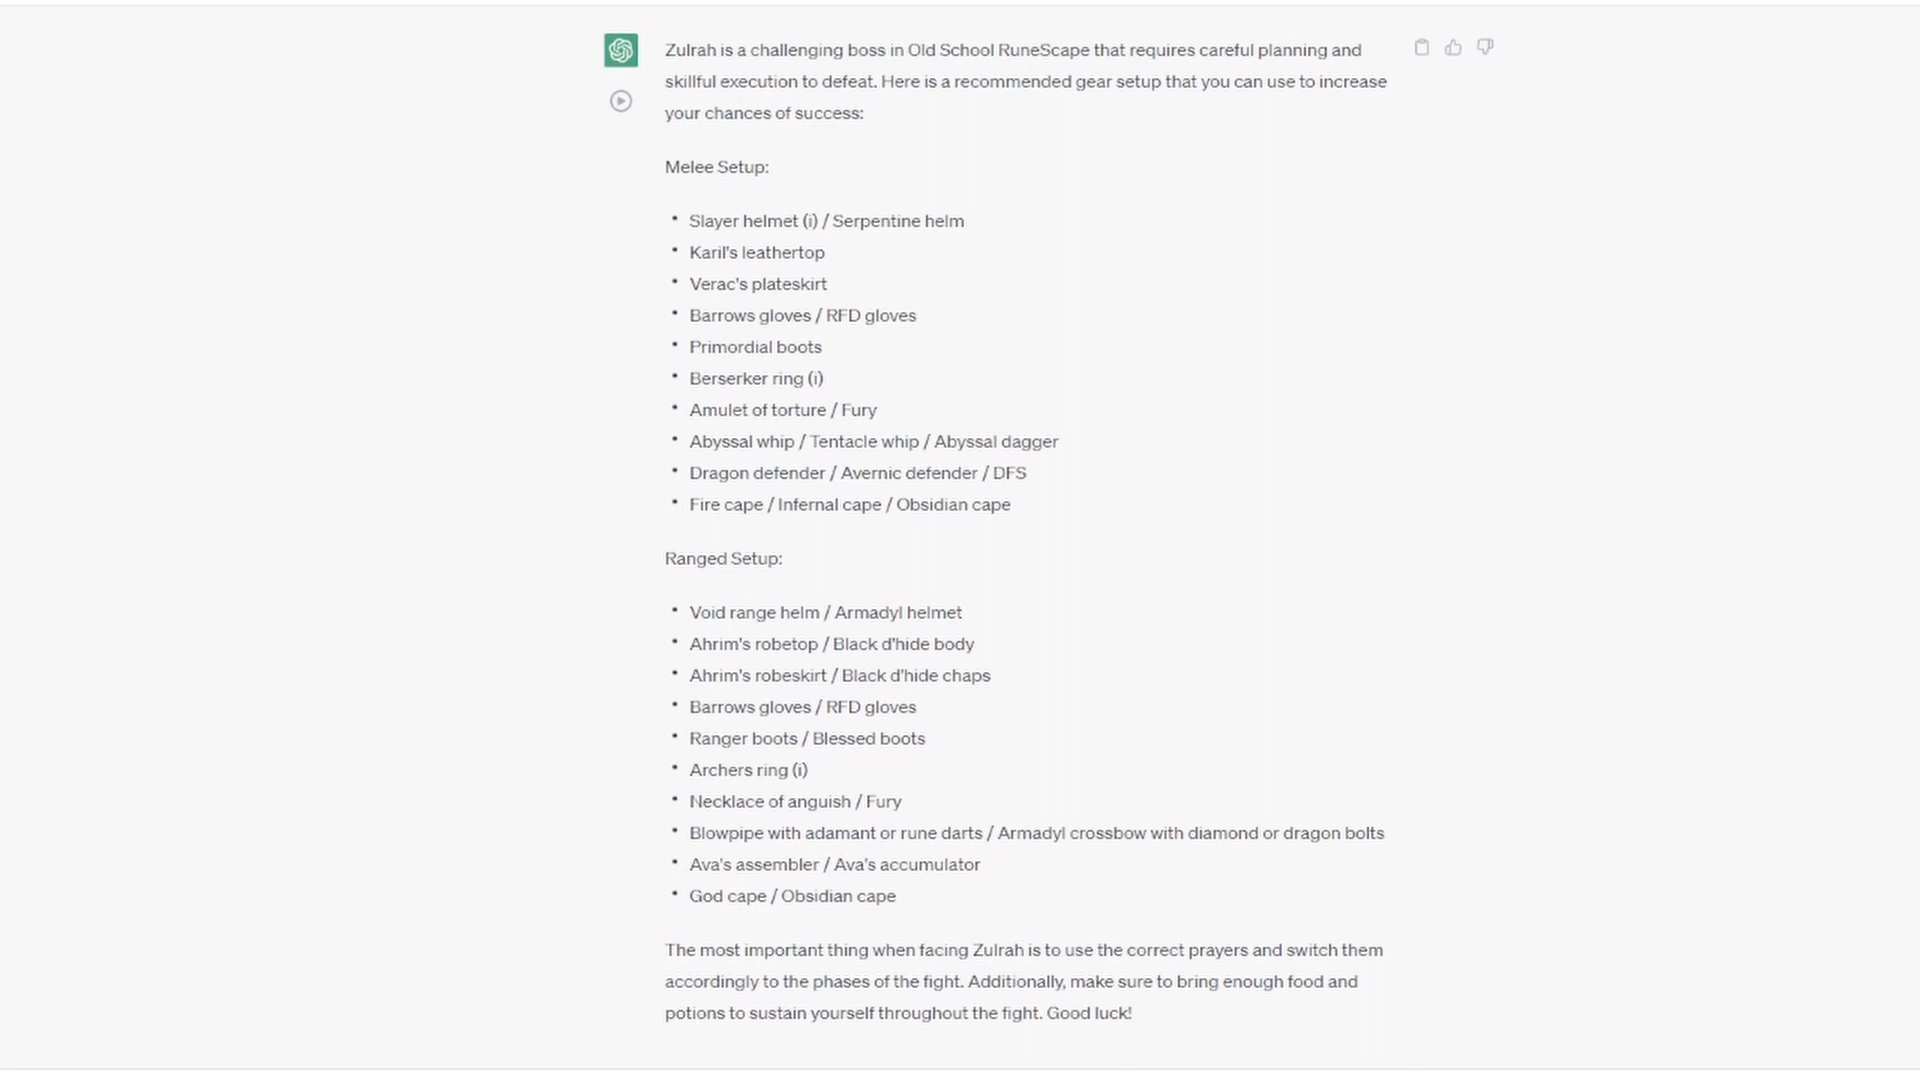 Zulrah is a challenging boss in Old School RuneScape that requires careful planning and
skillful execution to defeat. Here is a recommended gear setup that you can use to increase
your chances of success:
Melee Setup:
• Slayer helmet (i) / Serpentine helm
• Karil's leathertop
• Verac's plateskirt
• Barrows gloves / RFD gloves
• Primordial boots
• Berserker ring (i)
• Amulet of torture / Fury
• Abyssal whip / Tentacle whip / Abyssal dagger
• Dragon defender / Avernic defender / DFS
• Fire cape / Infernal cape / Obsidian cape
Ranged Setup:
• Void range helm / Armadyl helmet
• Ahrim's robetop / Black d'hide body
• Ahrim's robeskirt / Black d'hide chaps
• Barrows gloves / RFD gloves
• Ranger boots / Blessed boots
• Archers ring (i)
• Necklace of anguish / Fury
• Blowpipe with adamant or rune darts / Armadyl crossbow with diamond or dragon bolts
• Ava's assembler / Ava's accumulator
• God cape / Obsidian cape
The most important thing when facing Zulrah is to use the correct prayers and switch them
accordingly to the phases of the fight. Additionally, make sure to bring enough food and
potions to sustain yourself throughout the fight. Good luck!